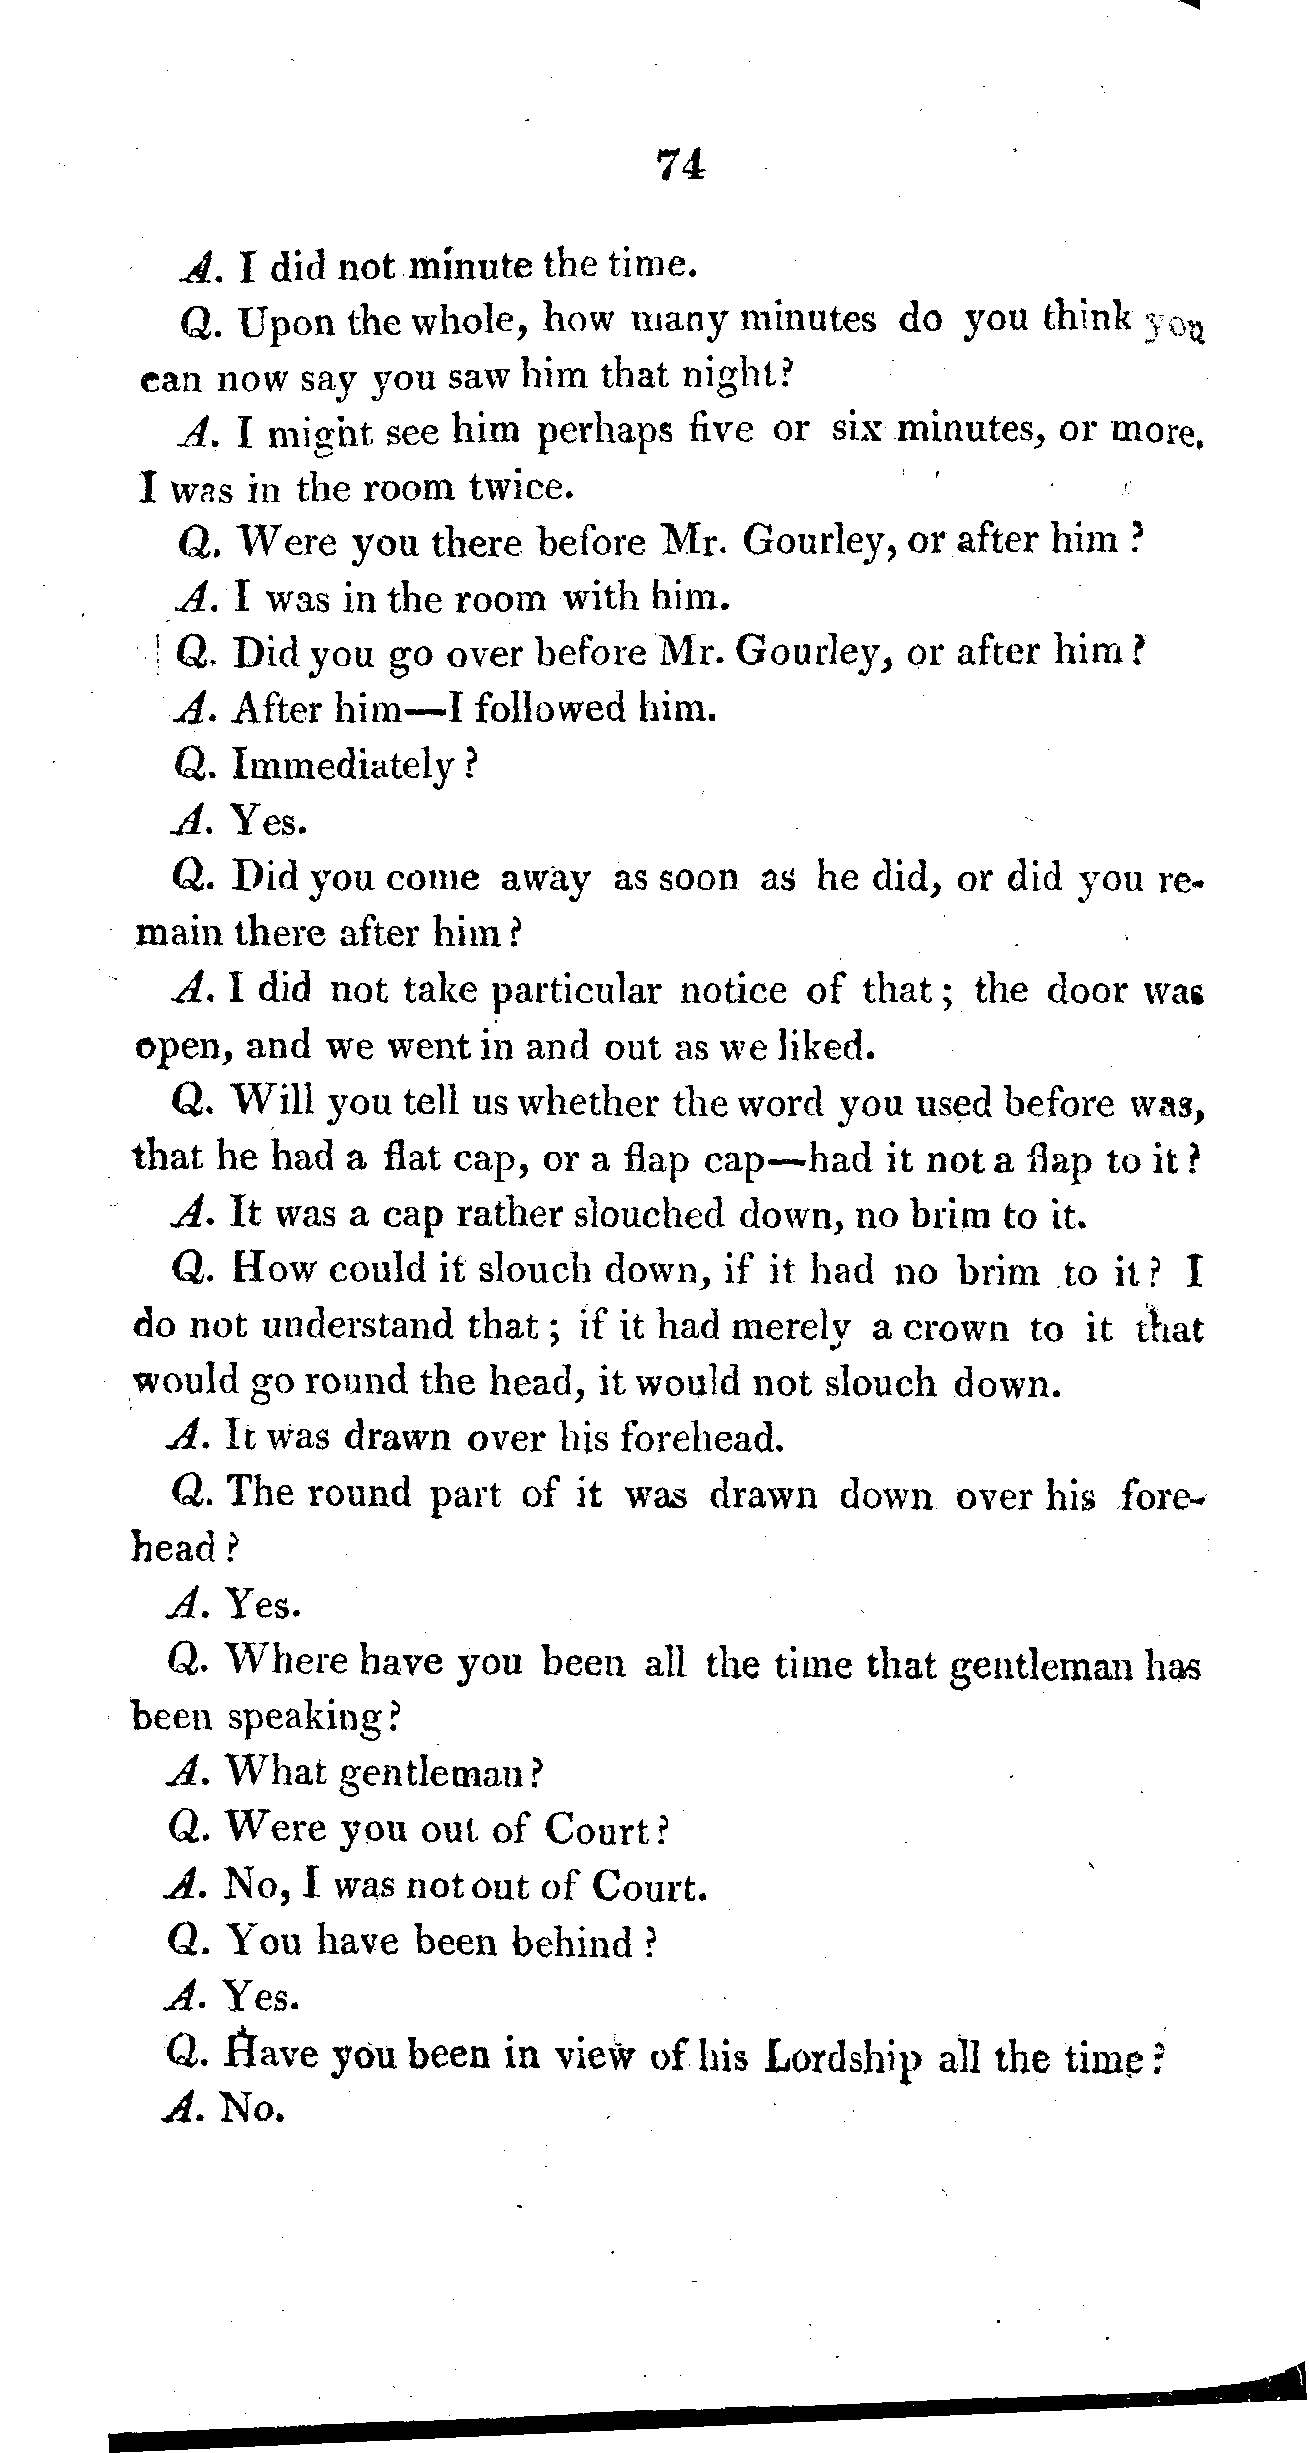 74
A. I did not minute the time.
Q. Upon the whole, how many minutes do you think you
can now say you saw him that night?
A. I might see him perhaps five or six minutes, or more.
I was in the room twice.
Q. Were you there before Mr. Gourley, or after him?
A. I was in the room with him.
Q. Did you go over before Mr. Gourley, or after him?
A. After him—I followed him.
Q. Immediately?
A. Yes.
Q. Did you come away as soon as he did, or did you re-
main there after him?
A. I did not take particular notice of that; the door was
open, and we went in and out as we liked.
Q. Will you tell us whether the word you used before was,
that he had a flat cap, or a flap cap—had it not a flap to it?
A. It was a cap rather slouched down, no brim to it.
Q. How could it slouch down, if it had no brim to it? I
do not understand that; if it had merely a crown to it that
would go round the head, it would not slouch down.
A. It was drawn over his forehead.
Q. The round part of it was drawn down over his fore-
head?
A. Yes.
Q. Where have you been all the time that gentleman has
been speaking?
A. What gentleman?
Q. Were you out of Court?
A. No, I was not out of Court.
Q. You have been behind?
A. Yes.
Q. Have you been in view of his Lordship all the time?
A. No.